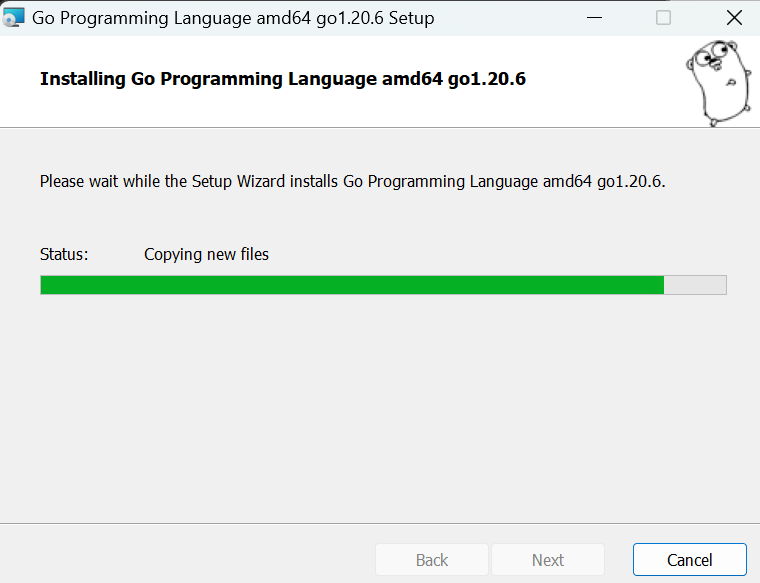 Go Programming Language amd64 go1.20.6 Setup
Installing Go Programming Language amd64 go1.20.6
Please wait while the Setup Wizard installs Go Programming Language amd64 go1.20.6.
Status: Copying new files
Back Next Cancel